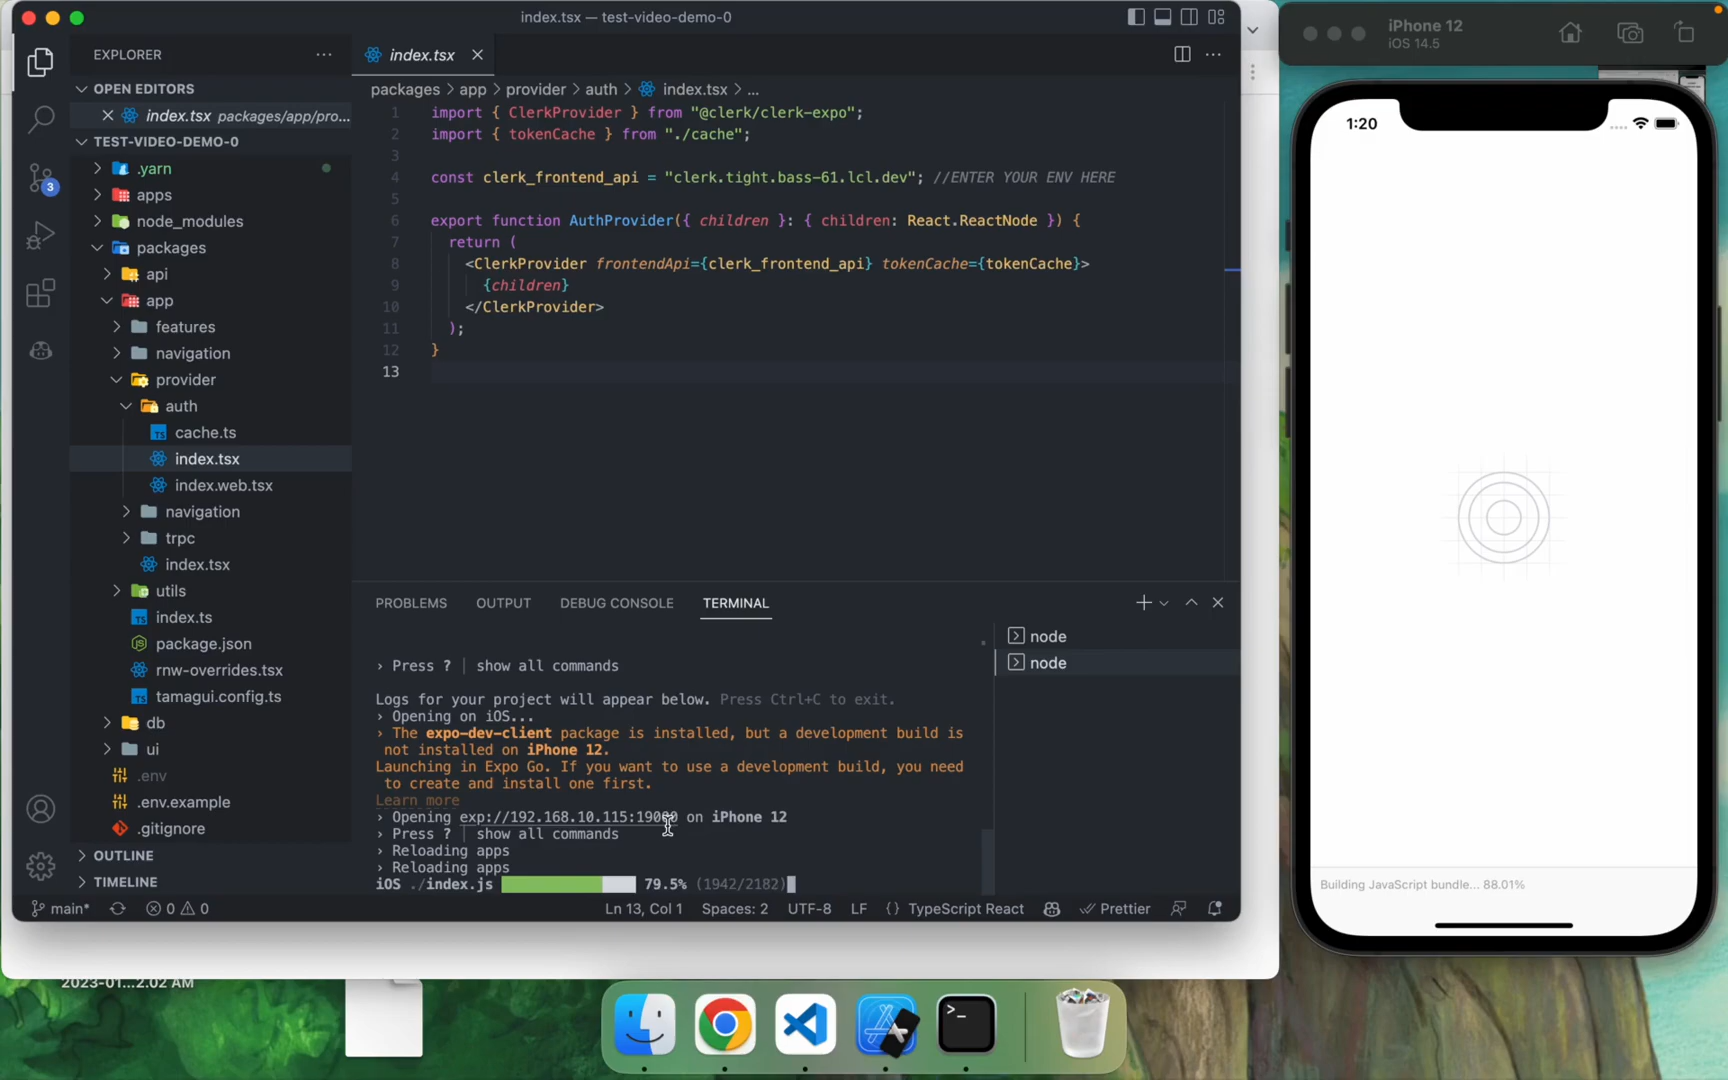 index.tsx — test-video-demo-0
EXPLORER
OPEN EDITORS
index.tsx packages/app/pro...
TEST-VIDEO-DEMO-0
.yarn
apps
node_modules
packages
api
app
features
navigation
provider
auth
cache.ts
index.tsx
index.web.tsx
navigation
trpc
index.tsx
utils
index.ts
package.json
rnw-overrides.tsx
tamagui.config.ts
db
ui
.env
.env.example
.gitignore
OUTLINE
TIMELINE
3
index.tsx
packages app provider auth index.tsx ...
1 import { ClerkProvider } from "@clerk/clerk-expo";
2 import { tokenCache } from "./cache";
3
4 const clerk_frontend_api = "clerk.tight.bass-61.lcl.dev"; //ENTER YOUR ENV HERE
5
6 export function AuthProvider({ children }: { children: React.ReactNode }) {
7 return (
8 <ClerkProvider frontendApi={clerk_frontend_api} tokenCache={tokenCache}>
9 {children}
10 </ClerkProvider>
11 );
12 }
13
PROBLEMS OUTPUT DEBUG CONSOLE TERMINAL
› Press ? │ show all commands
Logs for your project will appear below. Press Ctrl+C to exit.
› Opening on iOS...
› The expo-dev-client package is installed, but a development build is
not installed on iPhone 12.
Launching in Expo Go. If you want to use a development build, you need
to create and install one first.
Learn more
› Opening exp://192.168.10.115:19000 on iPhone 12
› Press ? │ show all commands
› Reloading apps
› Reloading apps
iOS ./index.js 79.5% (1942/2182)
node
node
main* 0 0 Ln 13, Col 1 Spaces: 2 UTF-8 LF {} TypeScript React Prettier
iPhone 12
iOS 14.5
1:20
Building JavaScript bundle... 88.01%
2023-01...2.02 AM